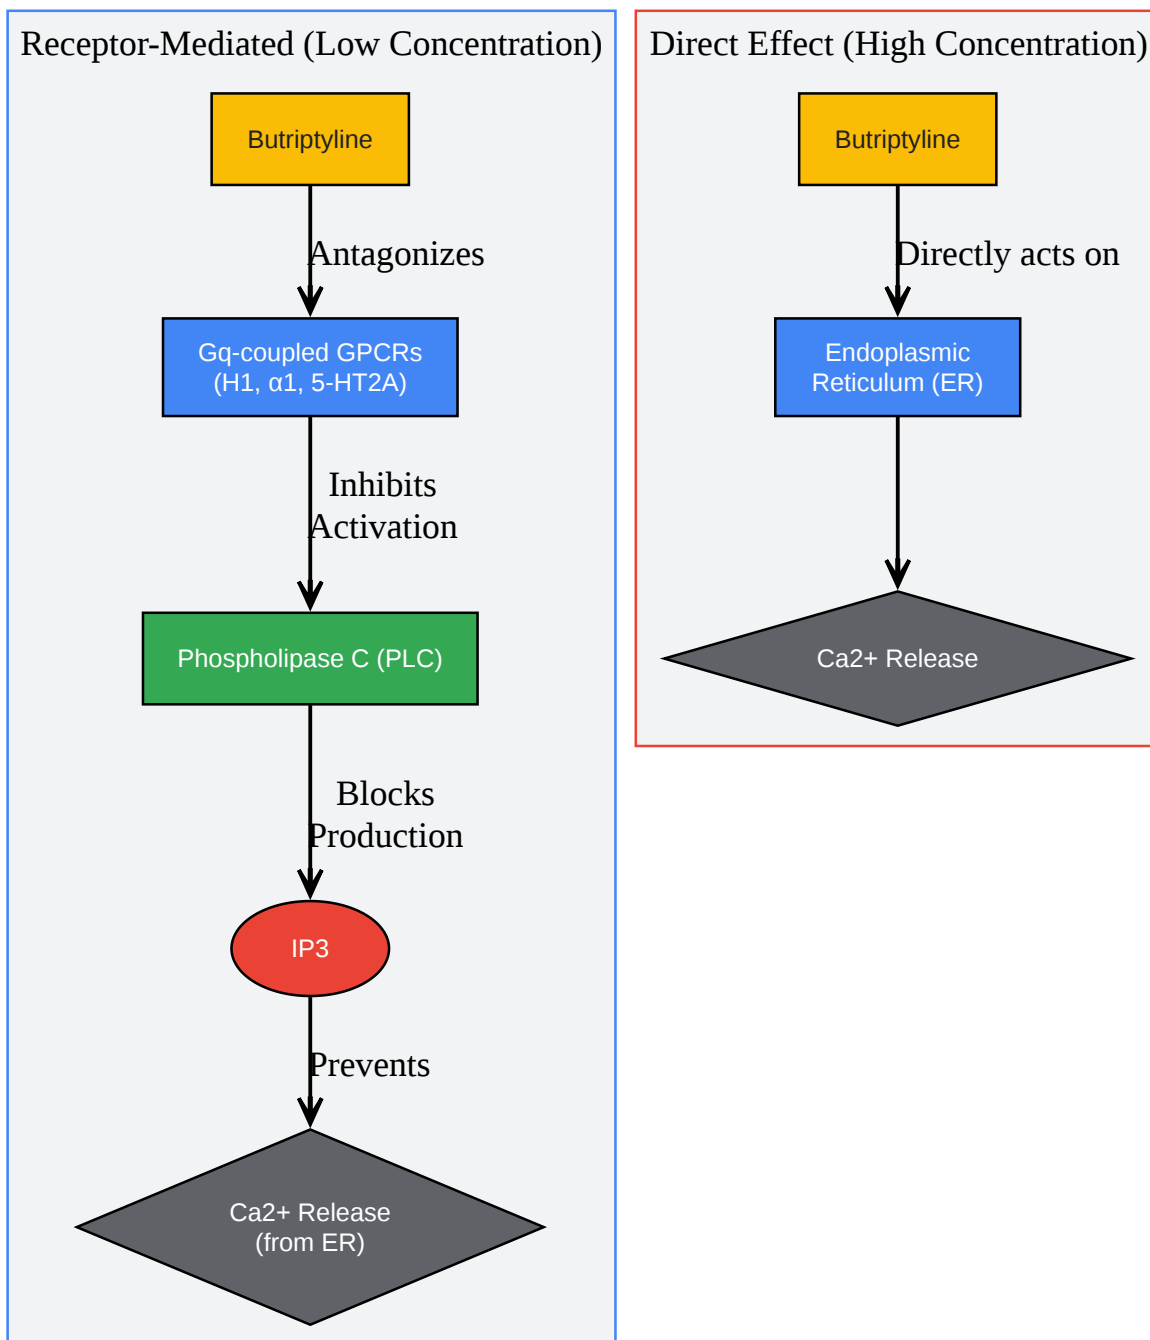 Receptor-Mediated (Low Concentration)
Butriptyline
Antagonizes
Gq-coupled GPCRs
(H1, α1, 5-HT2A)
Inhibits
Activation
Phospholipase C (PLC)
Blocks
Production
IP3
Prevents
Ca2+ Release
(from ER)
Direct Effect (High Concentration)
Butriptyline
Directly acts on
Endoplasmic
Reticulum (ER)
Ca2+ Release